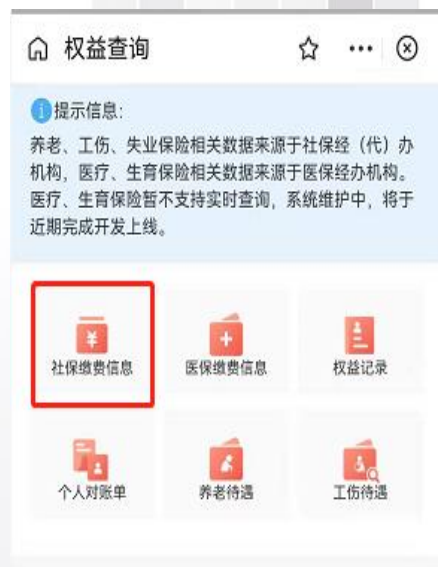 权益查询
提示信息:
养老、工伤、失业保险相关数据来源于社保经（代）办
机构，医疗、生育保险相关数据来源于医保经办机构。
医疗、生育保险暂不支持实时查询，系统维护中，将于
近期完成开发上线。
社保缴费信息
医保缴费信息
权益记录
个人对账单
养老待遇
工伤待遇